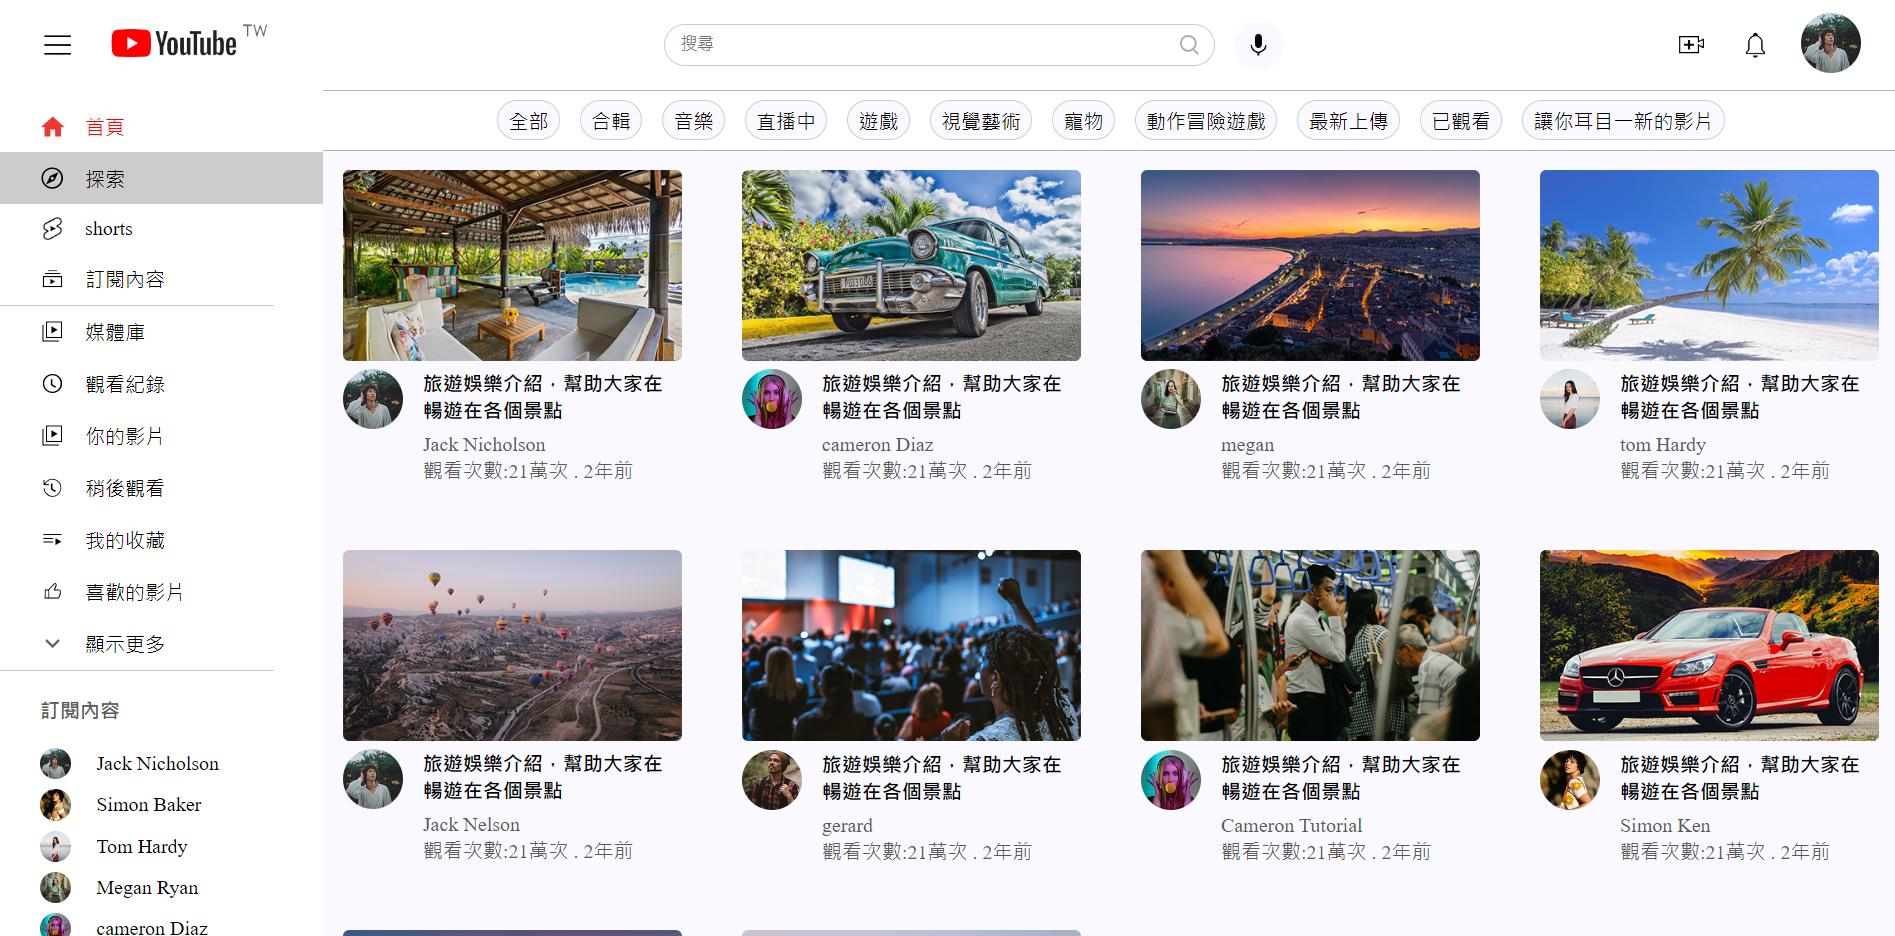 YouTube TW
搜尋
首頁
探索
shorts
訂閱內容
媒體庫
觀看紀錄
你的影片
稍後觀看
我的收藏
喜歡的影片
顯示更多
訂閱內容
Jack Nicholson
Simon Baker
Tom Hardy
Megan Ryan
cameron Diaz
全部 合輯 音樂 直播中 遊戲 視覺藝術 寵物 動作冒險遊戲 最新上傳 已觀看 讓你耳目一新的影片
旅遊娛樂介紹，幫助大家在
暢遊在各個景點
Jack Nicholson
觀看次數:21萬次 . 2年前
旅遊娛樂介紹，幫助大家在
暢遊在各個景點
cameron Diaz
觀看次數:21萬次 . 2年前
旅遊娛樂介紹，幫助大家在
暢遊在各個景點
megan
觀看次數:21萬次 . 2年前
旅遊娛樂介紹，幫助大家在
暢遊在各個景點
tom Hardy
觀看次數:21萬次 . 2年前
旅遊娛樂介紹，幫助大家在
暢遊在各個景點
Jack Nelson
觀看次數:21萬次 . 2年前
旅遊娛樂介紹，幫助大家在
暢遊在各個景點
gerard
觀看次數:21萬次 . 2年前
旅遊娛樂介紹，幫助大家在
暢遊在各個景點
Cameron Tutorial
觀看次數:21萬次 . 2年前
旅遊娛樂介紹，幫助大家在
暢遊在各個景點
Simon Ken
觀看次數:21萬次 . 2年前